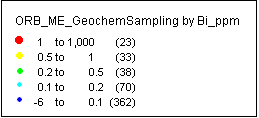 ORB_ME_GeochemSampling by Bi_ppm
1 to 1,000 (23)
0.5 to 1 (33)
0.2 to 0.5 (38)
0.1 to 0.2 (70)
-6 to 0.1 (362)